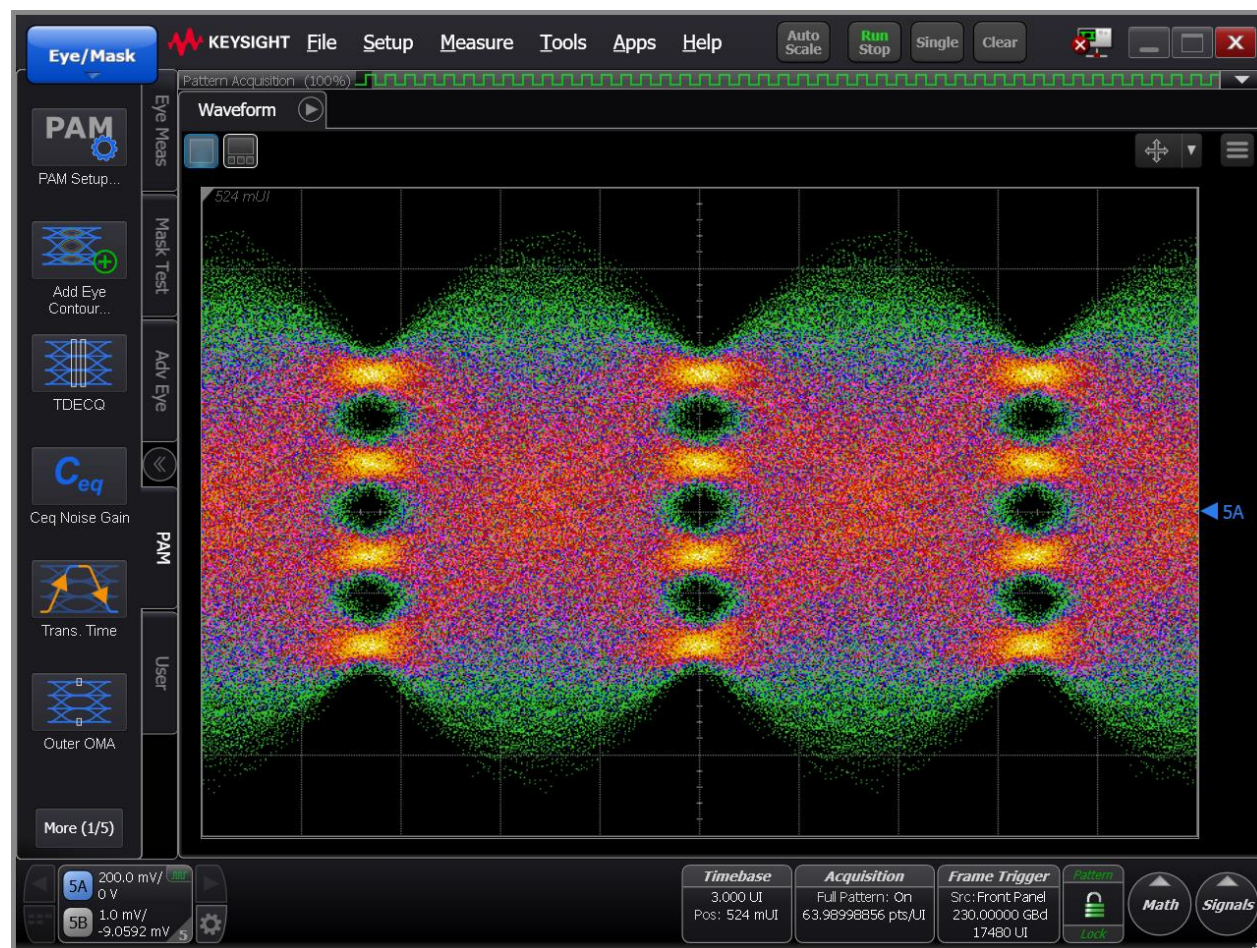 Eye/Mask
KEYSIGHT File Setup Measure Tools Apps Help
Auto Scale
Run Stop
Single
Clear
X
Pattern Acquisition (100%)
Waveform
PAM
PAM Setup...
Add Eye
Contour...
TDECQ
Ceq
Ceq Noise Gain
Trans. Time
Outer OMA
More (1/5)
Eye Meas
Mask Test
Adv Eye
PAM
User
524 mUI
5A
5A 200.0 mV/
0 V
5B 1.0 mV/
-9.0592 mV
5
Timebase
3.000 UI
Pos: 524 mUI
Acquisition
Full Pattern: On
63.98998856 pts/UI
Frame Trigger
Src: Front Panel
230.00000 GBd
17480 UI
Pattern
Lock
Math
Signals